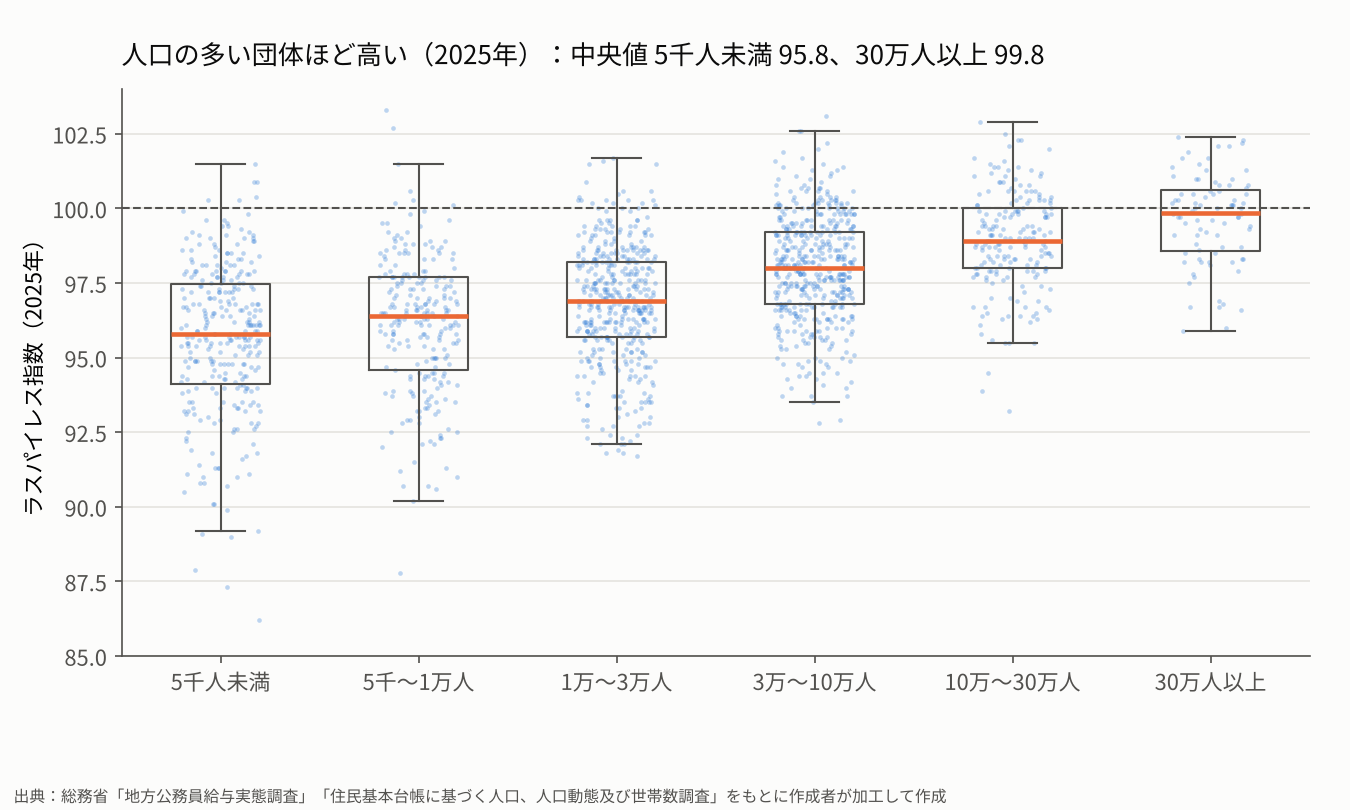 人口の多い団体ほど高い（2025年）：中央値 5千人未満 95.8、30万人以上 99.8
ラスパイレス指数（2025年）
102.5
100.0
97.5
95.0
92.5
90.0
87.5
85.0
5千人未満
5千〜1万人
1万〜3万人
3万〜10万人
10万〜30万人
30万人以上
出典：総務省「地方公務員給与実態調査」「住民基本台帳に基づく人口、人口動態及び世帯数調査」をもとに作成者が加工して作成